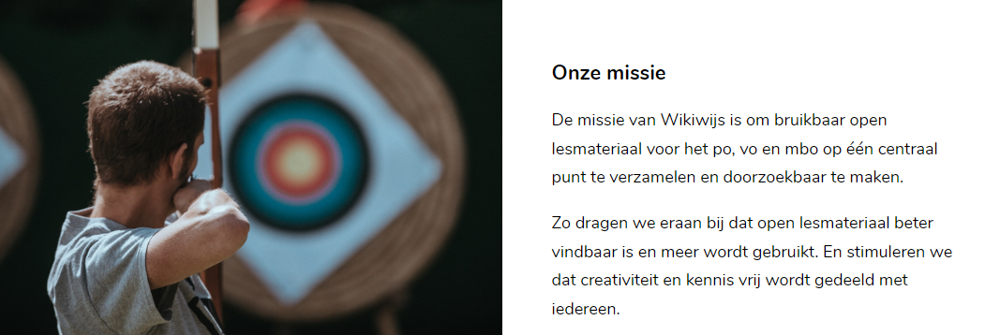 Onze missie
De missie van Wikiwijs is om bruikbaar open
lesmateriaal voor het po, vo en mbo op één centraal
punt te verzamelen en doorzoekbaar te maken.
Zo dragen we eraan bij dat open lesmateriaal beter
vindbaar is en meer wordt gebruikt. En stimuleren we
dat creativiteit en kennis vrij wordt gedeeld met
iedereen.